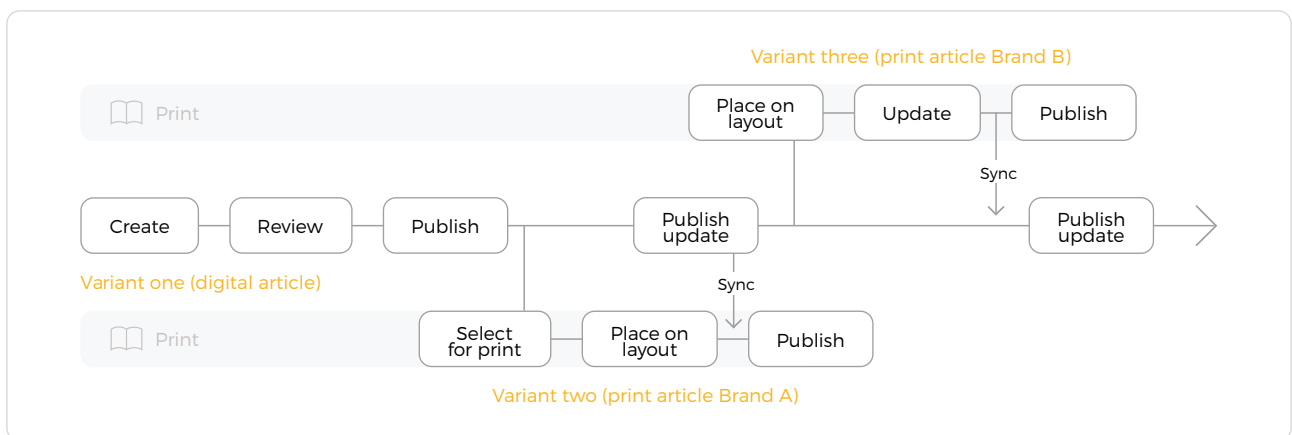 Variant three (print article Brand B)
Print
Place on
layout
Update
Publish
Sync
Create
Review
Publish
Publish
update
Publish
update
Variant one (digital article)
Sync
Print
Select
for print
Place on
layout
Publish
Variant two (print article Brand A)